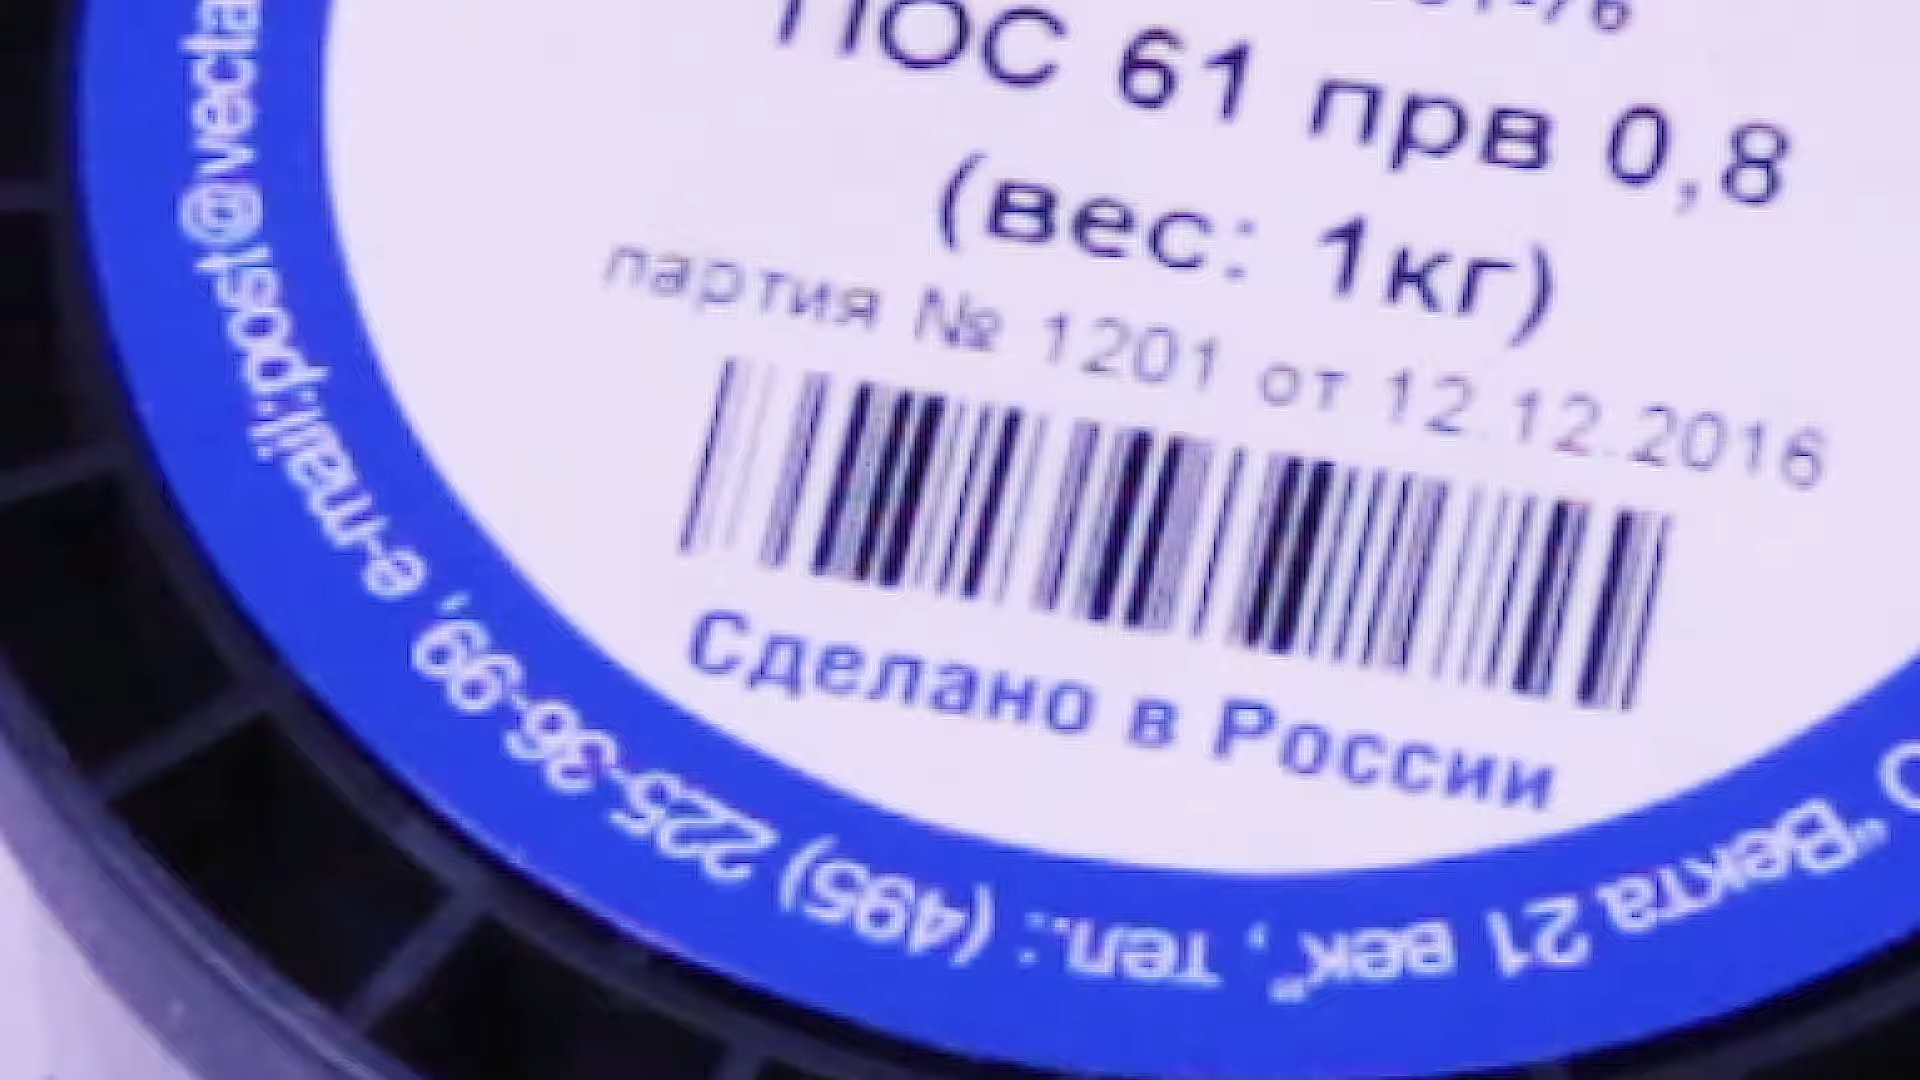 ПОС 61 прв 0,8
(вес: 1кг)
партия № 1201 от 12.12.2016
Сделано в России
"Векта 21 век", тел.: (495) 225-36-99, e-mail:post@vecta